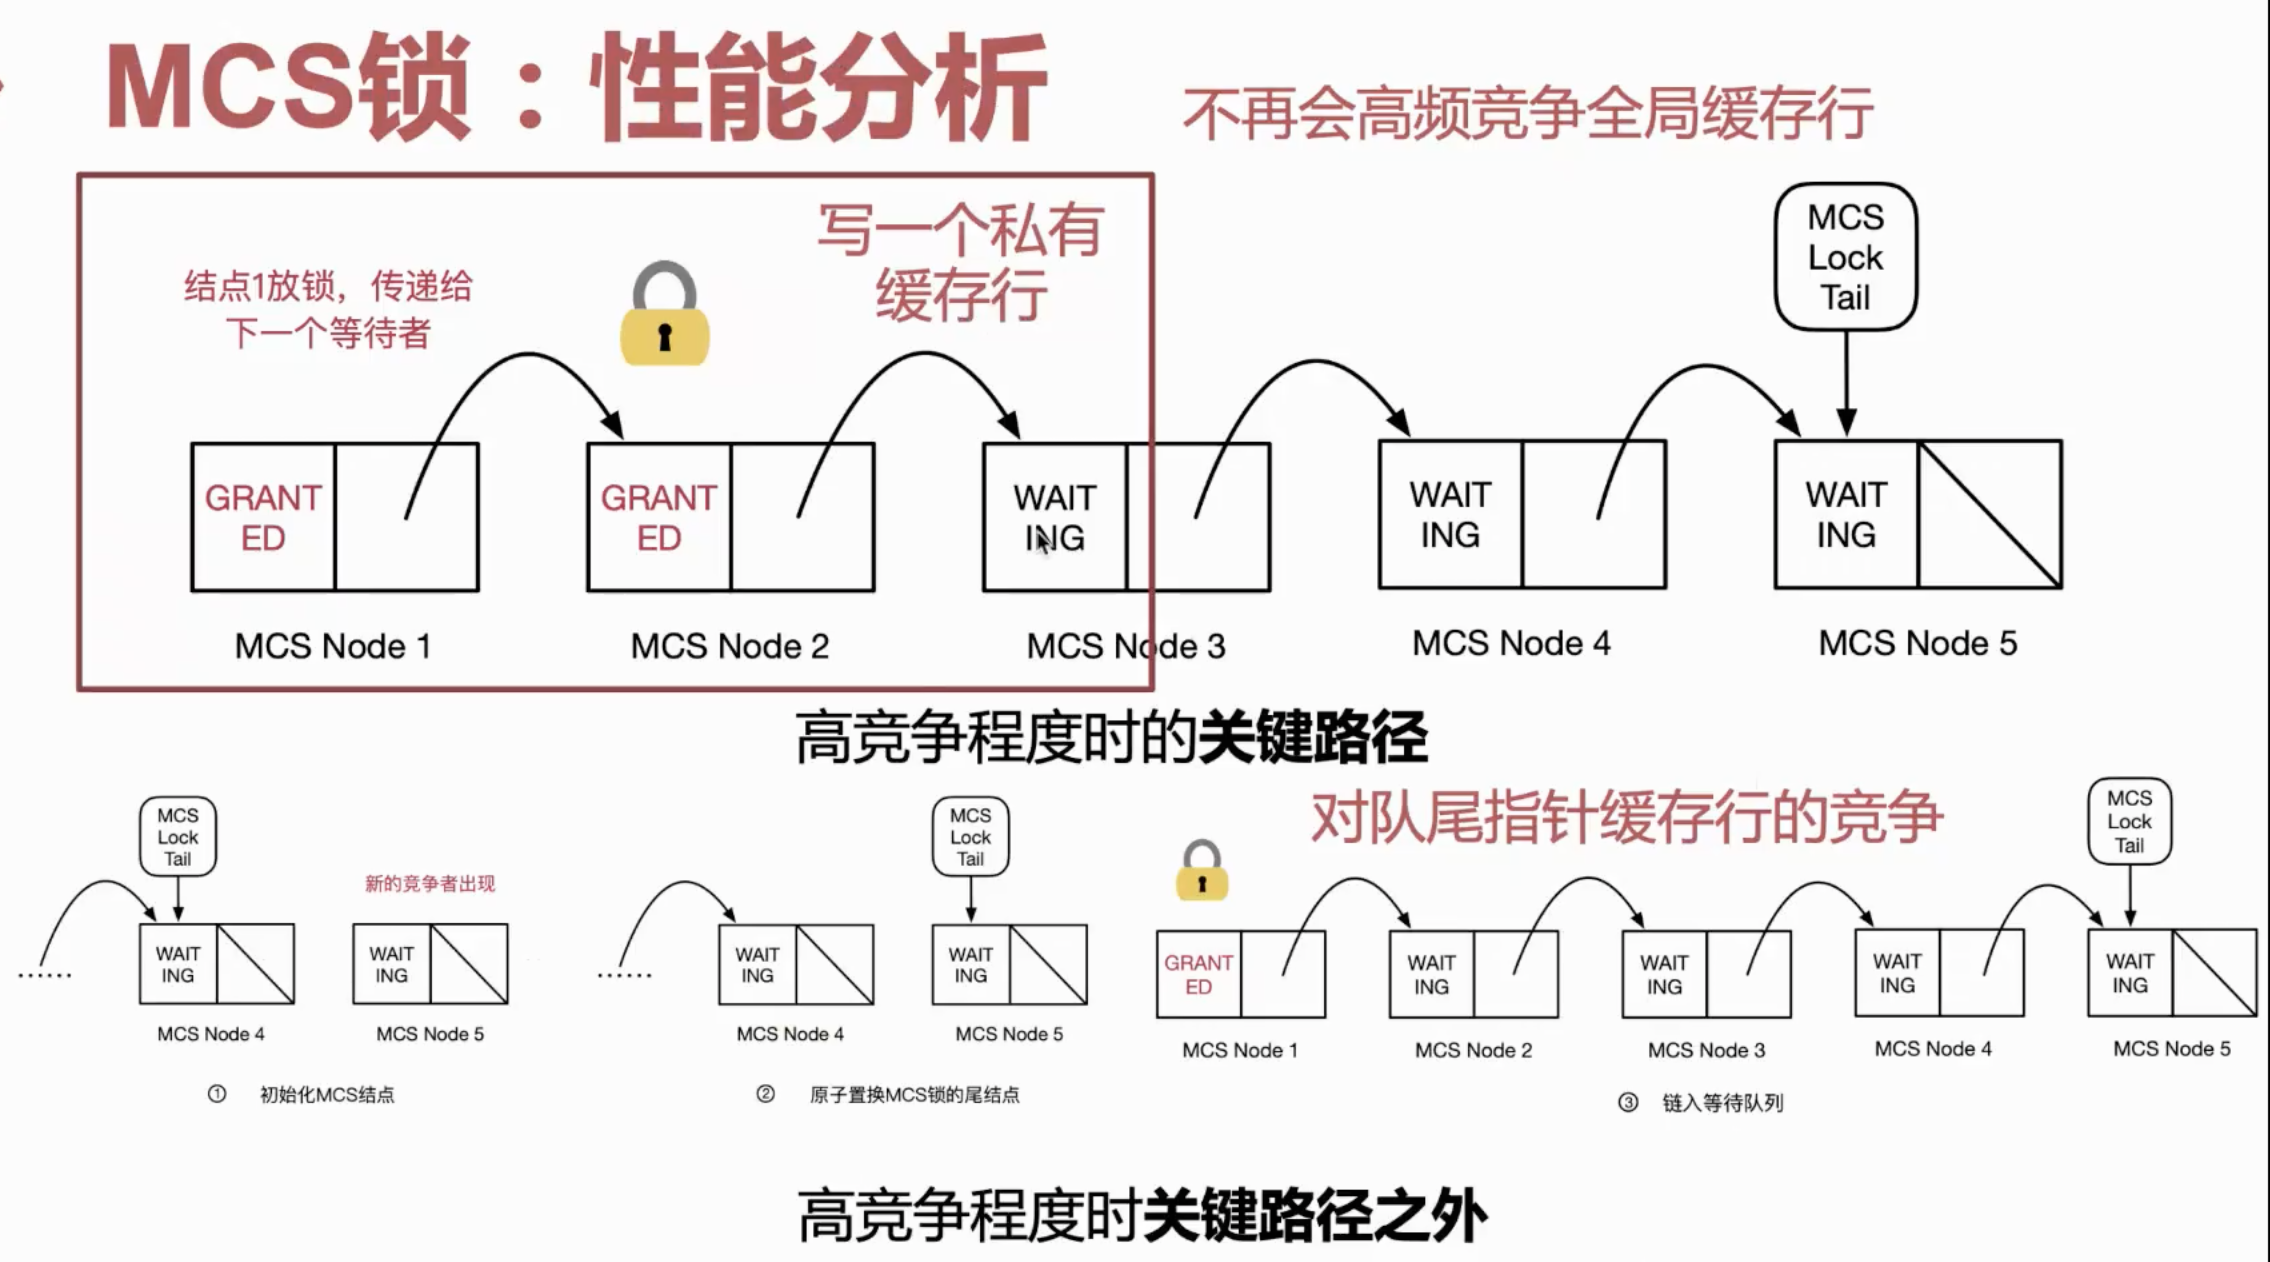 MCS锁：性能分析
不再会高频竞争全局缓存行
写一个私有
缓存行
结点1放锁，传递给
下一个等待者
MCS
Lock
Tail
GRANT
ED
GRANT
ED
WAIT
ING
WAIT
ING
WAIT
ING
MCS Node 1
MCS Node 2
MCS Node 3
MCS Node 4
MCS Node 5
高竞争程度时的关键路径
对队尾指针缓存行的竞争
MCS
Lock
Tail
新的竞争者出现
WAIT
ING
WAIT
ING
......
MCS Node 4
MCS Node 5
① 初始化MCS结点
MCS
Lock
Tail
......
WAIT
ING
WAIT
ING
MCS Node 4
MCS Node 5
② 原子置换MCS锁的尾结点
MCS
Lock
Tail
GRANT
ED
WAIT
ING
WAIT
ING
WAIT
ING
WAIT
ING
MCS Node 1
MCS Node 2
MCS Node 3
MCS Node 4
MCS Node 5
③ 链入等待队列
高竞争程度时关键路径之外